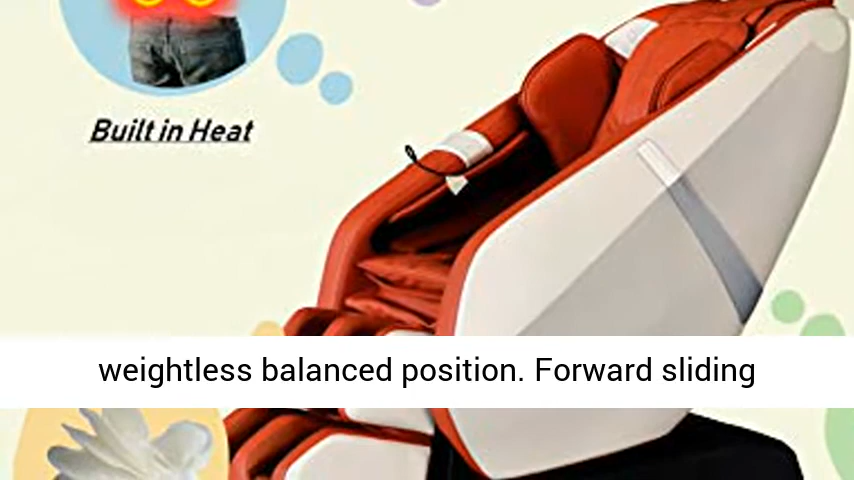 Built in Heat
weightless balanced position. Forward sliding